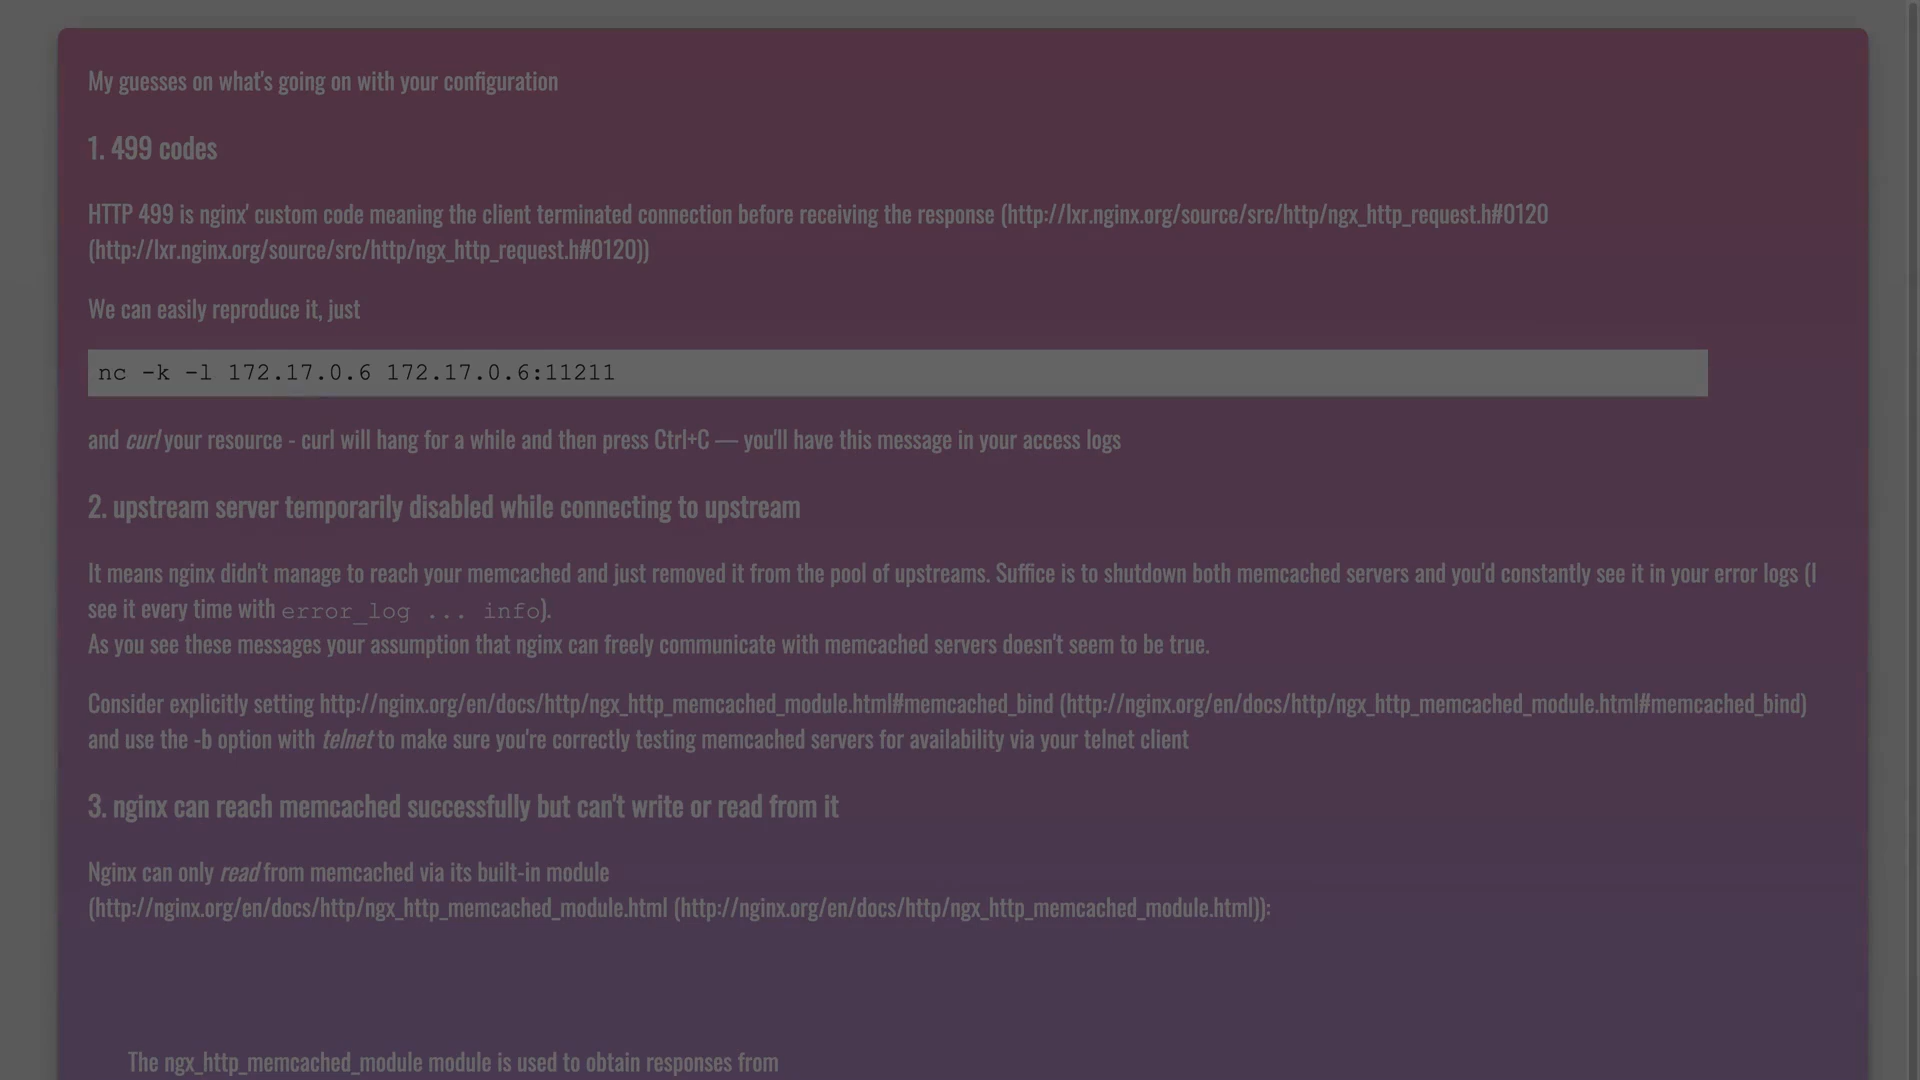 My guesses on what's going on with your configuration
1. 499 codes
HTTP 499 is nginx' custom code meaning the client terminated connection before receiving the response (http://lxr.nginx.org/source/src/http/ngx_http_request.h#0120
(http://lxr.nginx.org/source/src/http/ngx_http_request.h#0120))
We can easily reproduce it, just
nc -k -l 172.17.0.6 172.17.0.6:11211
and curl your resource - curl will hang for a while and then press Ctrl+C — you'll have this message in your access logs
2. upstream server temporarily disabled while connecting to upstream
It means nginx didn't manage to reach your memcached and just removed it from the pool of upstreams. Suffice is to shutdown both memcached servers and you'd constantly see it in your error logs (I
see it every time with error_log ... info).
As you see these messages your assumption that nginx can freely communicate with memcached servers doesn't seem to be true.
Consider explicitly setting http://nginx.org/en/docs/http/ngx_http_memcached_module.html#memcached_bind (http://nginx.org/en/docs/http/ngx_http_memcached_module.html#memcached_bind)
and use the -b option with telnet to make sure you're correctly testing memcached servers for availability via your telnet client
3. nginx can reach memcached successfully but can't write or read from it
Nginx can only read from memcached via its built-in module
(http://nginx.org/en/docs/http/ngx_http_memcached_module.html (http://nginx.org/en/docs/http/ngx_http_memcached_module.html)):
The ngx_http_memcached_module module is used to obtain responses from